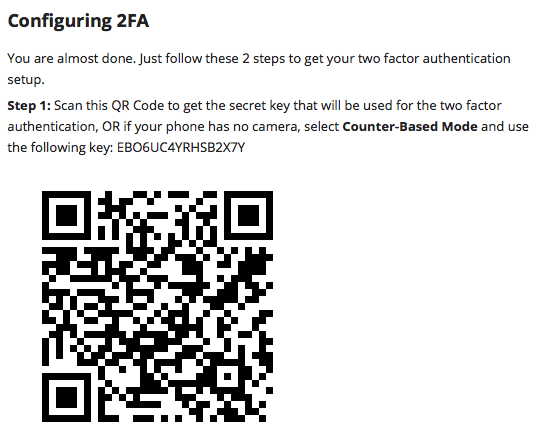 Configuring 2FA
You are almost done. Just follow these 2 steps to get your two factor authentication
setup.
Step 1: Scan this QR Code to get the secret key that will be used for the two factor
authentication, OR if your phone has no camera, select Counter-Based Mode and use
the following key: EBO6UC4YRHSB2X7Y